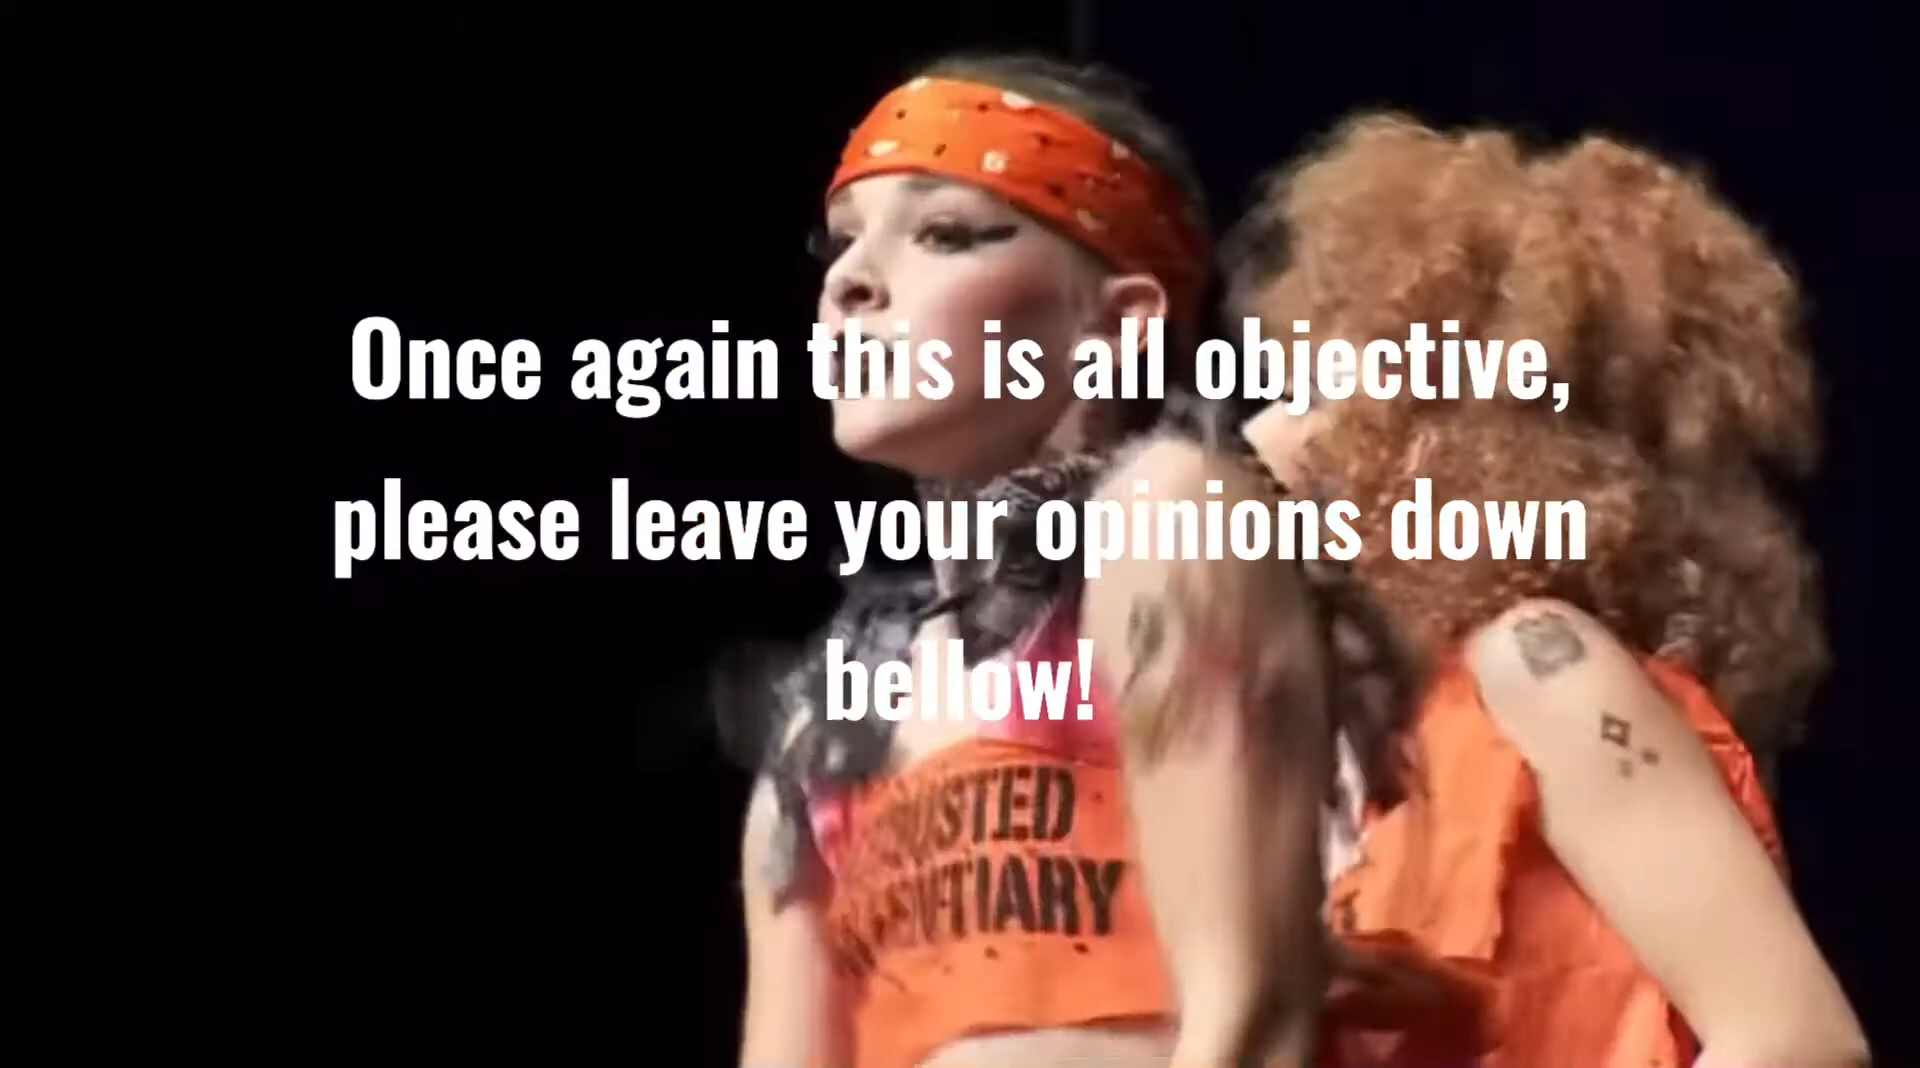 Once again this is all objective,
please leave your opinions down
bellow!